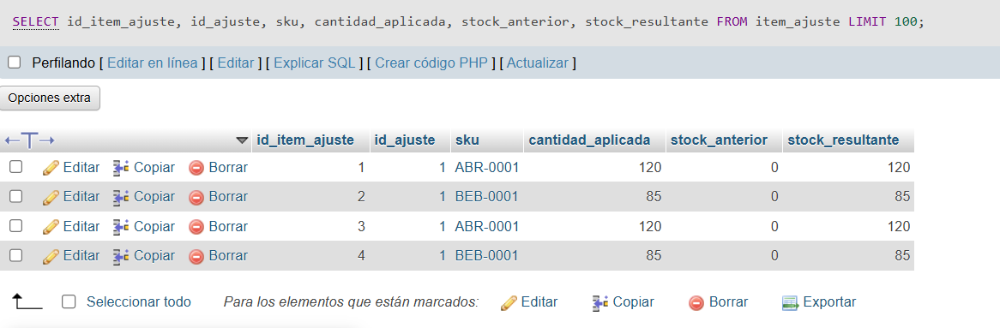 SELECT id_item_ajuste, id_ajuste, sku, cantidad_aplicada, stock_anterior, stock_resultante FROM item_ajuste LIMIT 100;
Perfilando [ Editar en línea ] [ Editar ] [ Explicar SQL ] [ Crear código PHP ] [ Actualizar ]
Opciones extra
id_item_ajuste id_ajuste sku cantidad_aplicada stock_anterior stock_resultante
Editar Copiar Borrar 1 1 ABR-0001 120 0 120
Editar Copiar Borrar 2 1 BEB-0001 85 0 85
Editar Copiar Borrar 3 1 ABR-0001 120 0 120
Editar Copiar Borrar 4 1 BEB-0001 85 0 85
Seleccionar todo Para los elementos que están marcados: Editar Copiar Borrar Exportar